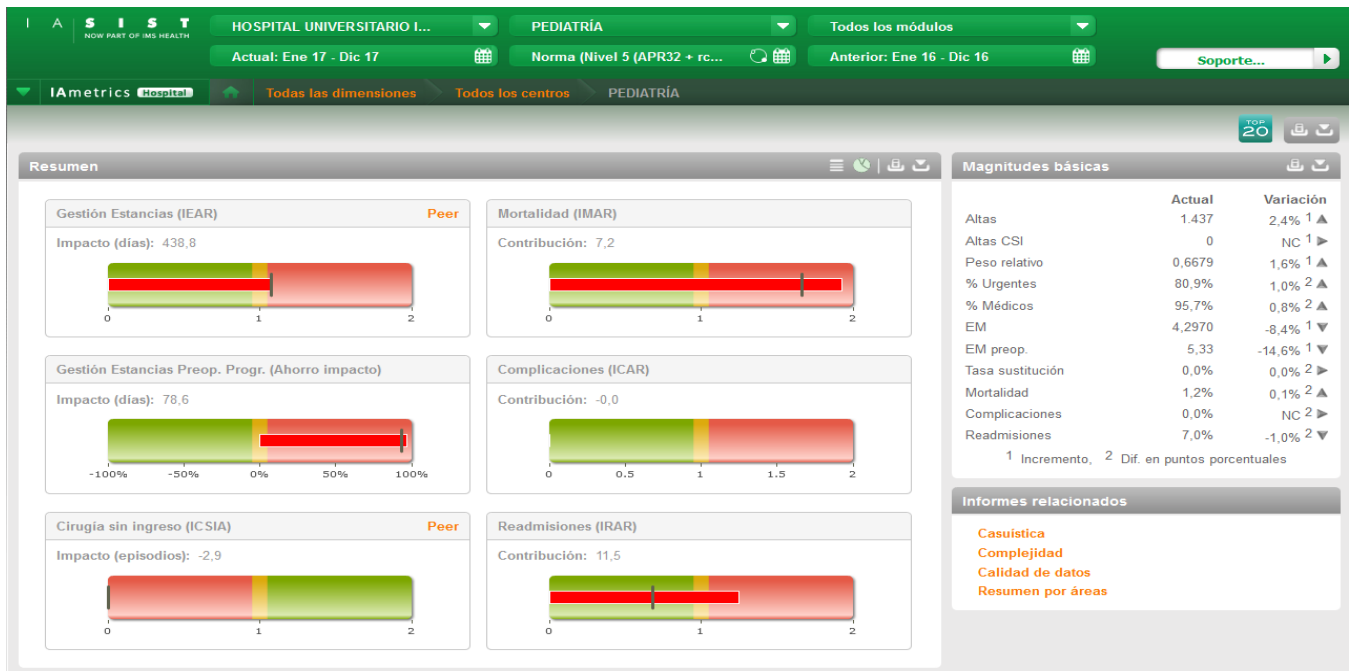 I A S I S T
NOW PART OF IMS HEALTH
HOSPITAL UNIVERSITARIO I...
PEDIATRÍA
Todos los módulos
Actual: Ene 17 - Dic 17
Norma (Nivel 5 (APR32 + rc...
Anterior: Ene 16 - Dic 16
Soporte...
IAmetrics Hospital
Todas las dimensiones
Todos los centros
PEDIATRÍA
TOP 20
Resumen
Gestión Estancias (IEAR) Peer
Impacto (días): 438,8
0 1 2
Mortalidad (IMAR)
Contribución: 7,2
0 1 2
Gestión Estancias Preop. Progr. (Ahorro impacto)
Impacto (días): 78,6
-100% -50% 0% 50% 100%
Complicaciones (ICAR)
Contribución: -0,0
0 0.5 1 1.5 2
Cirugía sin ingreso (ICSIA) Peer
Impacto (episodios): -2,9
0 1 2
Readmisiones (IRAR)
Contribución: 11,5
0 1 2
Magnitudes básicas
Actual Variación
Altas 1.437 2,4% 1
Altas CSI 0 NC 1
Peso relativo 0,6679 1,6% 1
% Urgentes 80,9% 1,0% 2
% Médicos 95,7% 0,8% 2
EM 4,2970 -8,4% 1
EM preop. 5,33 -14,6% 1
Tasa sustitución 0,0% 0,0% 2
Mortalidad 1,2% 0,1% 2
Complicaciones 0,0% NC 2
Readmisiones 7,0% -1,0% 2
1 Incremento, 2 Dif. en puntos porcentuales
Informes relacionados
Casuística
Complejidad
Calidad de datos
Resumen por áreas